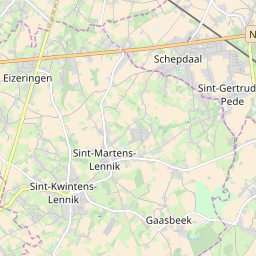 N
Schepdaal
Eizeringen
Sint-Gertrud
Pede
Sint-Martens-
Lennik
Sint-Kwintens-
Lennik
Gaasbeek